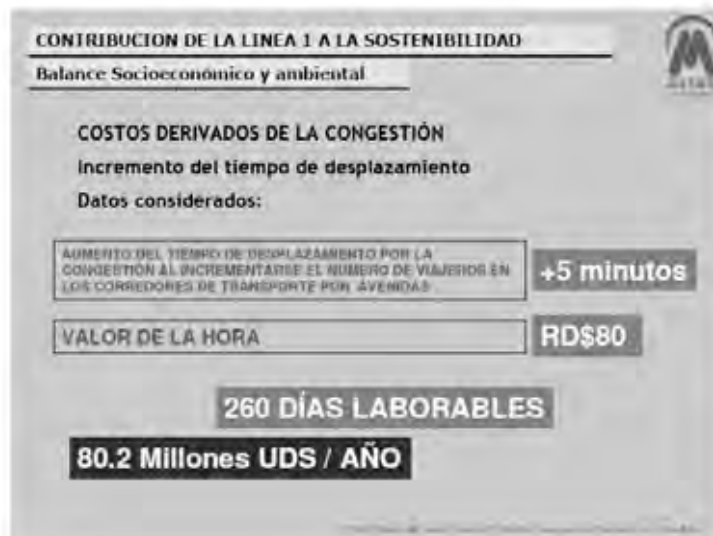 CONTRIBUCION DE LA LINEA 1 A LA SOSTENIBILIDAD
Balance Socioeconómico y ambiental
COSTOS DERIVADOS DE LA CONGESTIÓN
Incremento del tiempo de desplazamiento
Datos considerados:
AUMENTO DEL TIEMPO DE DESPLAZAMIENTO POR LA
CONGESTIÓN AL INCREMENTARSE EL NUMERO DE VIAJEROS EN
LOS CORREDORES DE TRANSPORTE POR AVENIDAS
+5 minutos
VALOR DE LA HORA
RD$80
260 DÍAS LABORABLES
80.2 Millones UDS / AÑO